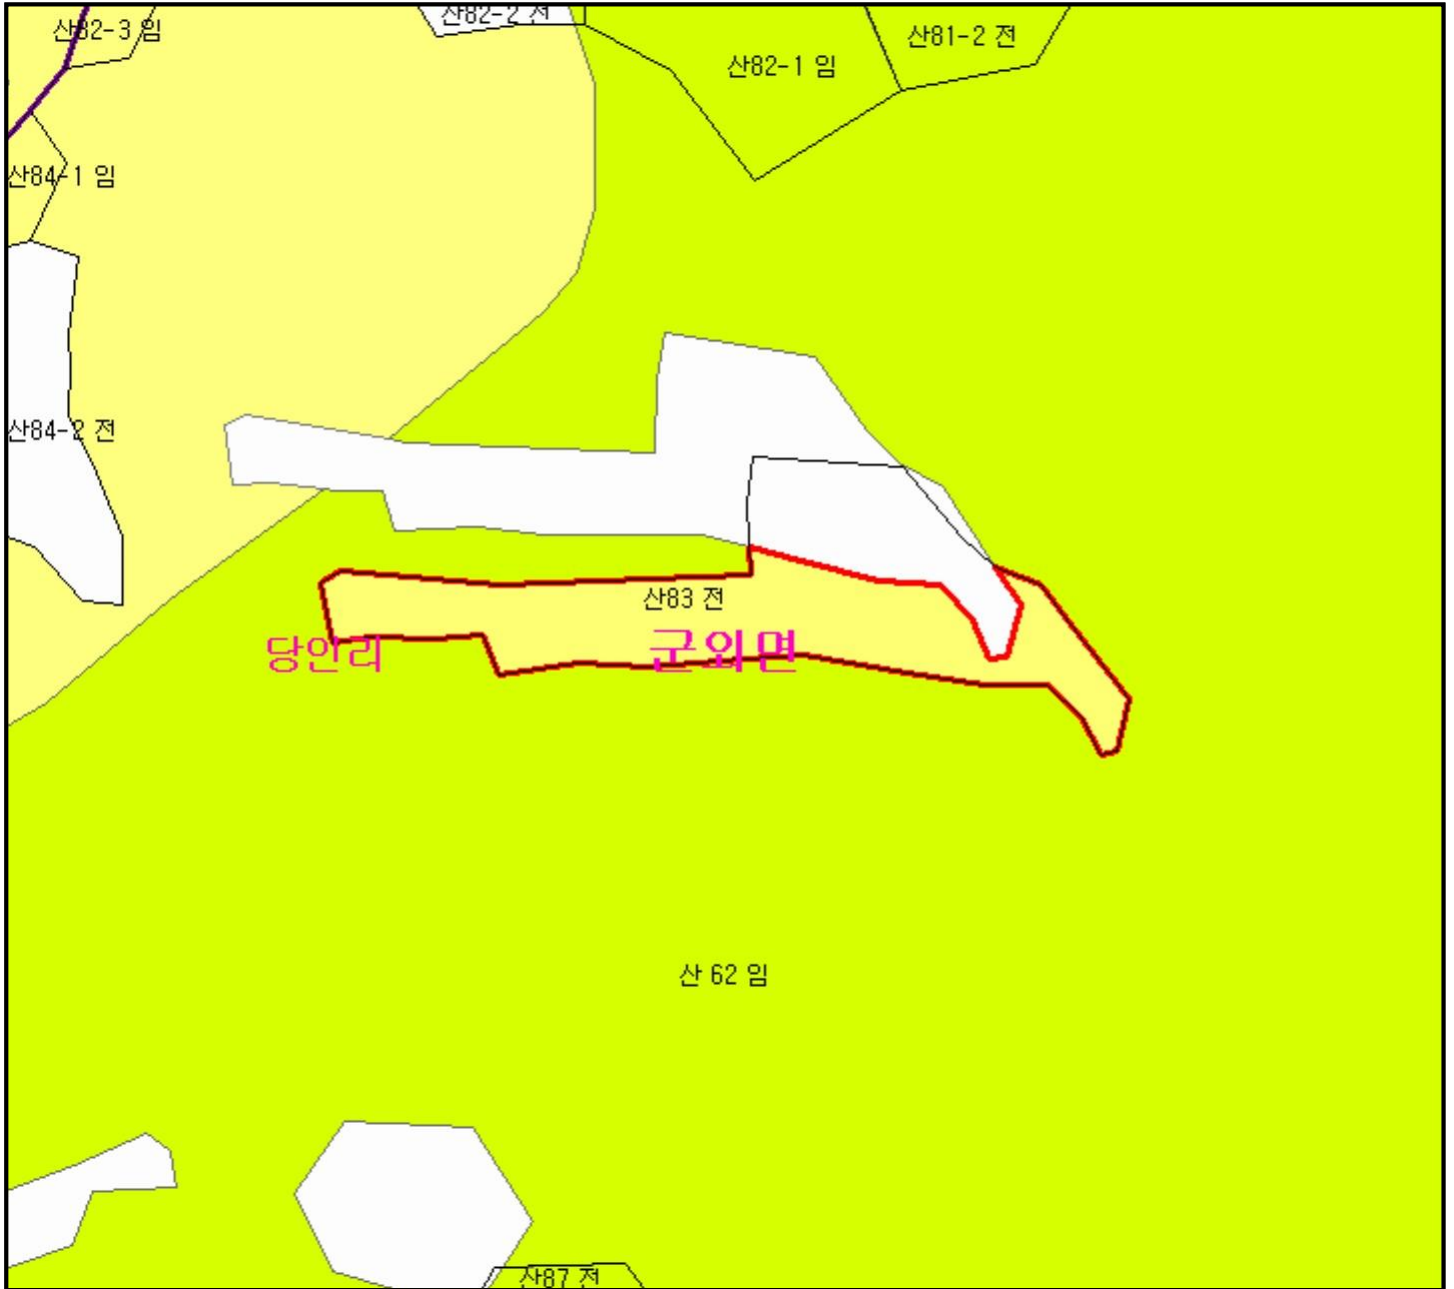 산82-3 임
산82-2 전
산82-1 임
산81-2 전
산84-1 임
산84-2 전
산83 전
당인리
군외면
산 62 임
산87 전